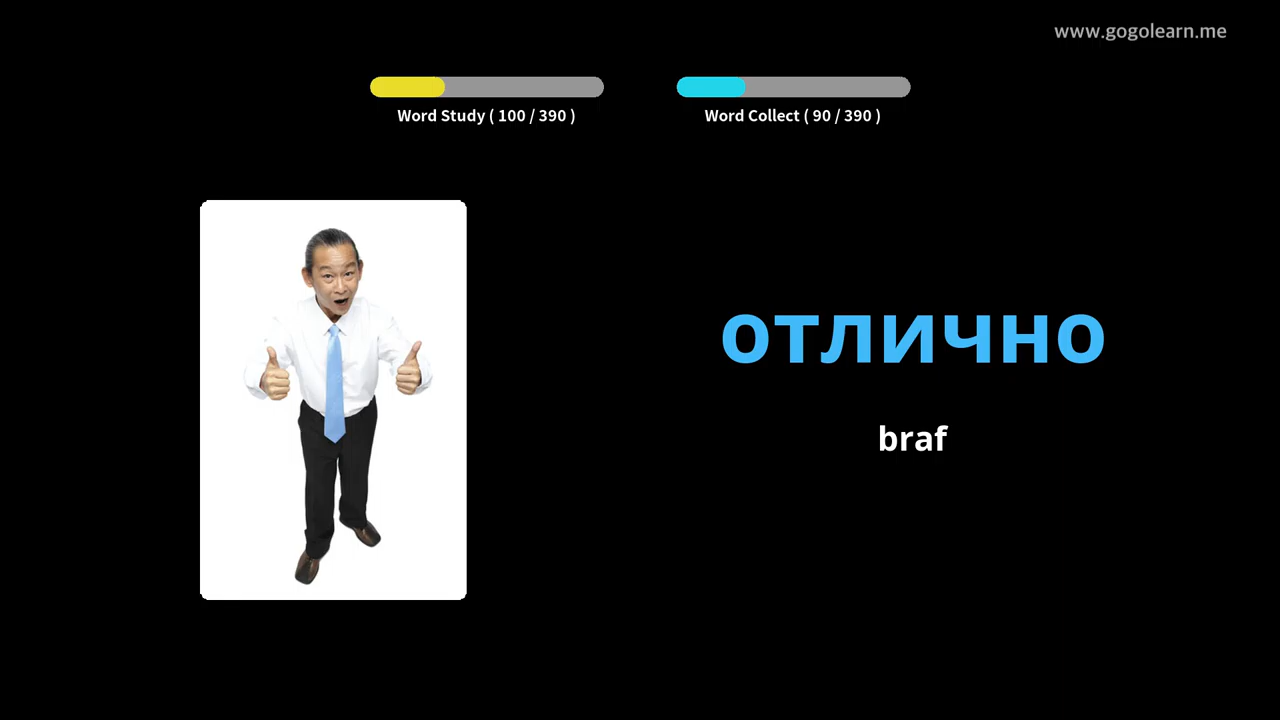 www.gogolearn.me
Word Study ( 100 / 390 )
Word Collect ( 90 / 390 )
отлично
braf